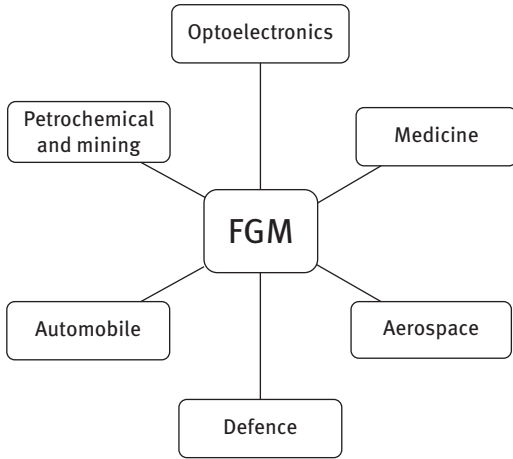 Optoelectronics
Petrochemical
and mining
Medicine
FGM
Automobile
Aerospace
Defence